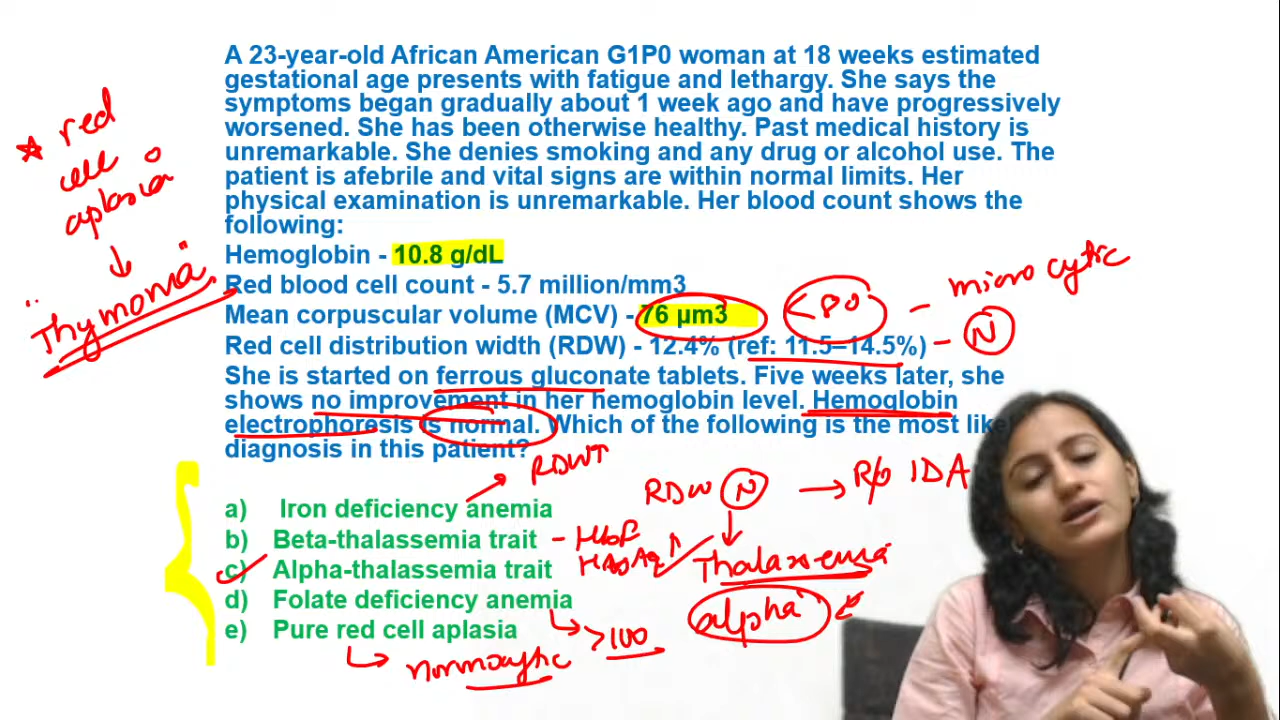 A 23-year-old African American G1P0 woman at 18 weeks estimated
gestational age presents with fatigue and lethargy. She says the
symptoms began gradually about 1 week ago and have progressively
worsened. She has been otherwise healthy. Past medical history is
unremarkable. She denies smoking and any drug or alcohol use. The
patient is afebrile and vital signs are within normal limits. Her
physical examination is unremarkable. Her blood count shows the
following:
Hemoglobin - 10.8 g/dL
Red blood cell count - 5.7 million/mm3
Mean corpuscular volume (MCV) - 76 µm3 <80 - microcytic
Red cell distribution width (RDW) - 12.4% (ref: 11.5–14.5%) - N
She is started on ferrous gluconate tablets. Five weeks later, she
shows no improvement in her hemoglobin level. Hemoglobin
electrophoresis is normal. Which of the following is the most
diagnosis in this patient?
a) Iron deficiency anemia → RDW↑
b) Beta-thalassemia trait - HbF
HbA2 ↑
c) Alpha-thalassemia trait
d) Folate deficiency anemia → >100
e) Pure red cell aplasia → normocytic
* red
cell
aplasia
↓
"Thymoma"
RDW N → R/o IDA
↓
Thalassemia
alpha